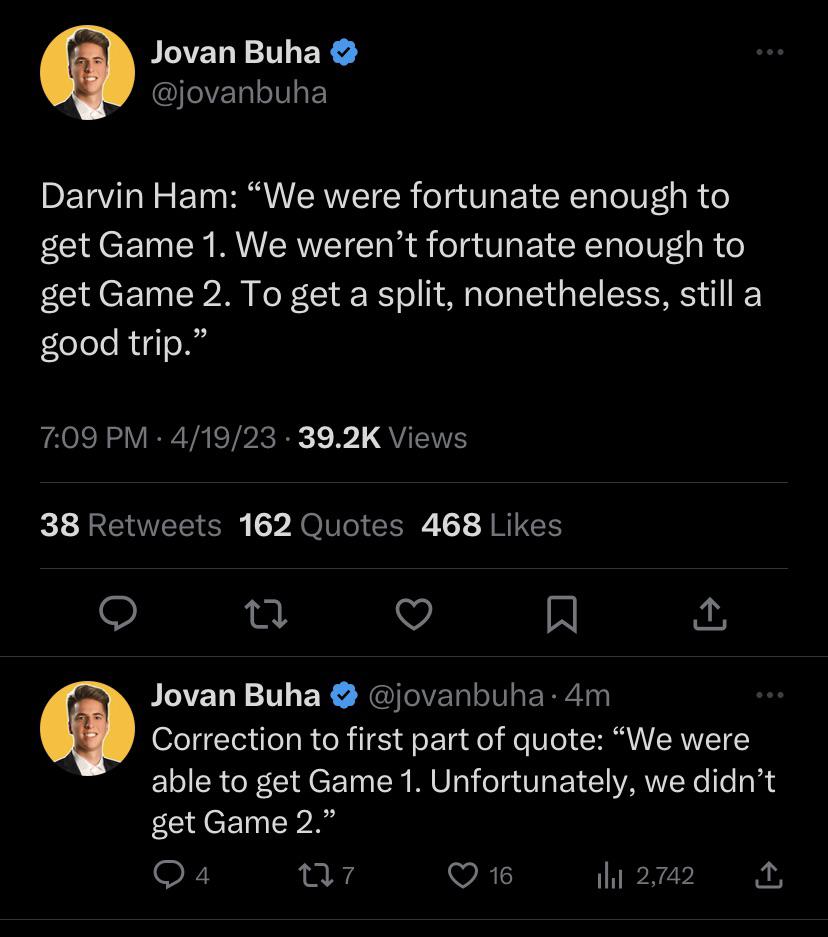 Jovan Buha
@jovanbuha
Darvin Ham: “We were fortunate enough to
get Game 1. We weren’t fortunate enough to
get Game 2. To get a split, nonetheless, still a
good trip.”
7:09 PM · 4/19/23 · 39.2K Views
38 Retweets 162 Quotes 468 Likes
Jovan Buha @jovanbuha · 4m
Correction to first part of quote: “We were
able to get Game 1. Unfortunately, we didn’t
get Game 2.”
4 7 16 2,742